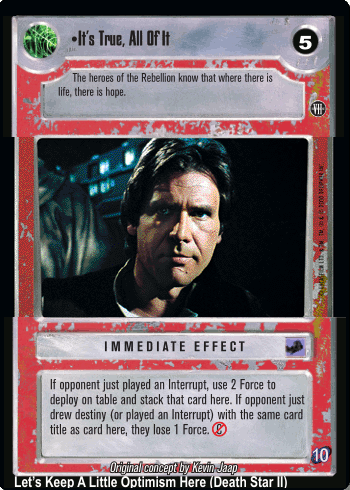 •It's True, All Of It
5
The heroes of the Rebellion know that where there is
life, there is hope.
VII
IMMEDIATE EFFECT
If opponent just played an Interrupt, use 2 Force to
deploy on table and stack that card here. If opponent just
drew destiny (or played an Interrupt) with the same card
title as card here, they lose 1 Force.
10
Original concept by Kevin Jaap
Let's Keep A Little Optimism Here (Death Star II)